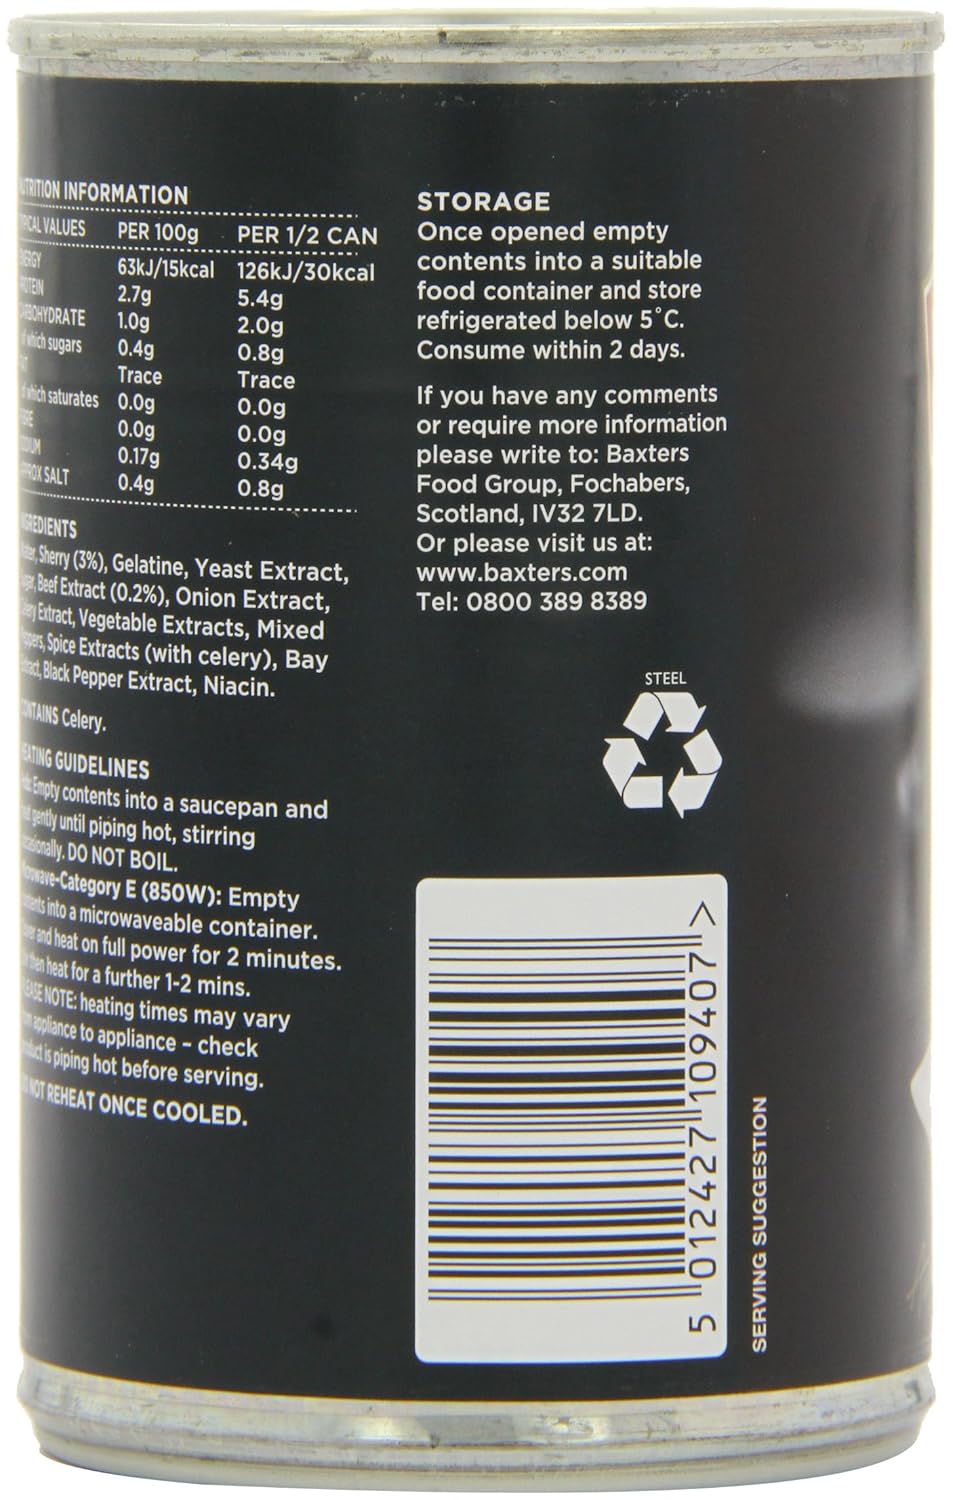 NUTRITION INFORMATION
TYPICAL VALUES PER 100g PER 1/2 CAN
ENERGY 63kJ/15kcal 126kJ/30kcal
PROTEIN 2.7g 5.4g
CARBOHYDRATE 1.0g 2.0g
of which sugars 0.4g 0.8g
FAT Trace Trace
of which saturates 0.0g 0.0g
FIBRE 0.0g 0.0g
SODIUM 0.17g 0.34g
APPROX SALT 0.4g 0.8g
INGREDIENTS
Water, Sherry (3%), Gelatine, Yeast Extract,
Sugar, Beef Extract (0.2%), Onion Extract,
Celery Extract, Vegetable Extracts, Mixed
Peppers, Spice Extracts (with celery), Bay
Extract, Black Pepper Extract, Niacin.
CONTAINS Celery.
HEATING GUIDELINES
Empty contents into a saucepan and
heat gently until piping hot, stirring
occasionally. DO NOT BOIL.
Microwave-Category E (850W): Empty
contents into a microwaveable container.
Cover and heat on full power for 2 minutes.
then heat for a further 1-2 mins.
PLEASE NOTE: heating times may vary
from appliance to appliance - check
product is piping hot before serving.
DO NOT REHEAT ONCE COOLED.
STORAGE
Once opened empty
contents into a suitable
food container and store
refrigerated below 5°C.
Consume within 2 days.
If you have any comments
or require more information
please write to: Baxters
Food Group, Fochabers,
Scotland, IV32 7LD.
Or please visit us at:
www.baxters.com
Tel: 0800 389 8389
STEEL
5 012427 109407 >
SERVING SUGGESTION